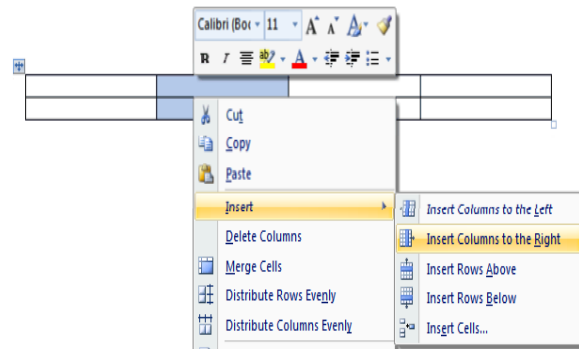 Calibri (Boc 11 A A A
B I ab A
Cut
Copy
Paste
Insert
Insert Columns to the Left
Delete Columns
Insert Columns to the Right
Merge Cells
Insert Rows Above
Distribute Rows Evenly
Insert Rows Below
Distribute Columns Evenly
Insert Cells...